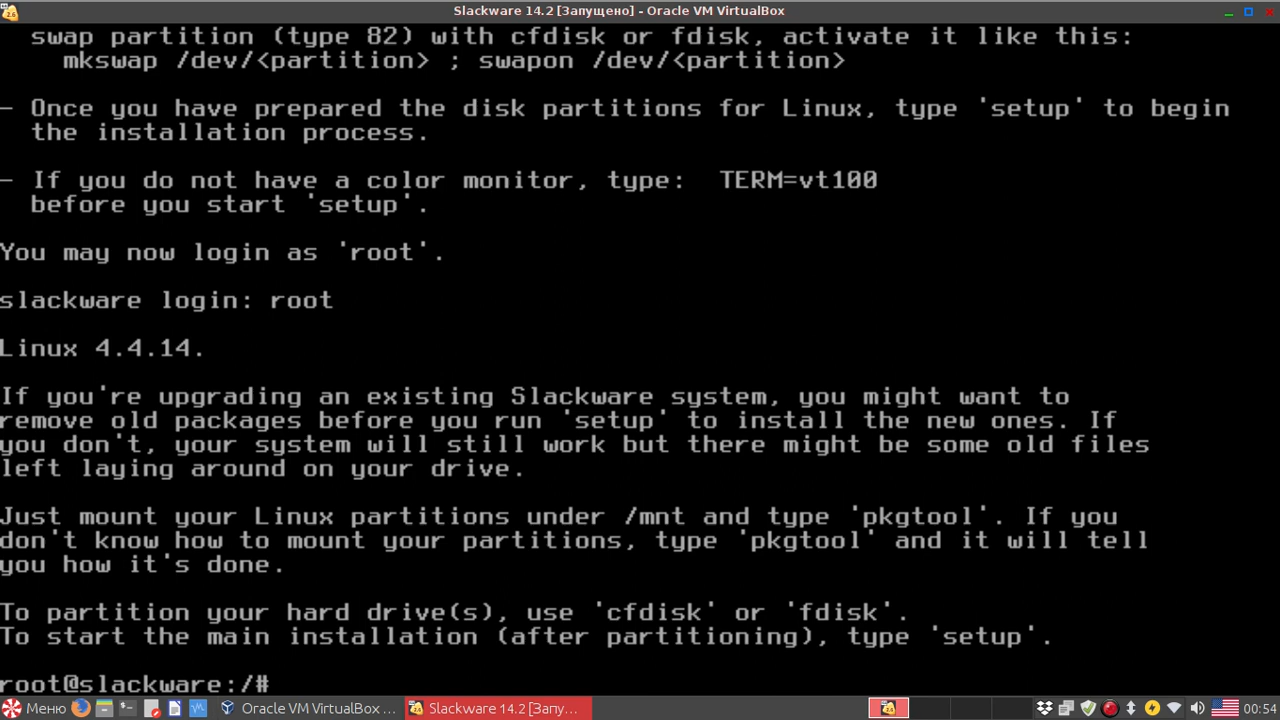 Slackware 14.2 [Запущено] - Oracle VM VirtualBox
swap partition (type 82) with cfdisk or fdisk, activate it like this:
mkswap /dev/<partition> ; swapon /dev/<partition>
- Once you have prepared the disk partitions for Linux, type 'setup' to begin
the installation process.
- If you do not have a color monitor, type:  TERM=vt100
before you start 'setup'.
You may now login as 'root'.
slackware login: root
Linux 4.4.14.
If you're upgrading an existing Slackware system, you might want to
remove old packages before you run 'setup' to install the new ones. If
you don't, your system will still work but there might be some old files
left laying around on your drive.
Just mount your Linux partitions under /mnt and type 'pkgtool'. If you
don't know how to mount your partitions, type 'pkgtool' and it will tell
you how it's done.
To partition your hard drive(s), use 'cfdisk' or 'fdisk'.
To start the main installation (after partitioning), type 'setup'.
root@slackware:/#
Меню Oracle VM VirtualBox ... Slackware 14.2 [Запу... 00:54